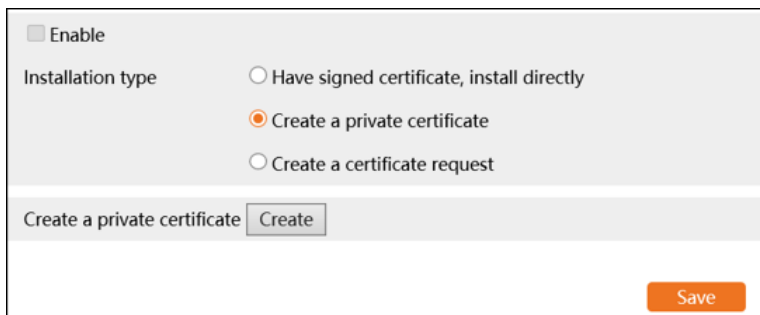 Enable
Installation type
Have signed certificate, install directly
Create a private certificate
Create a certificate request
Create a private certificate Create
Save